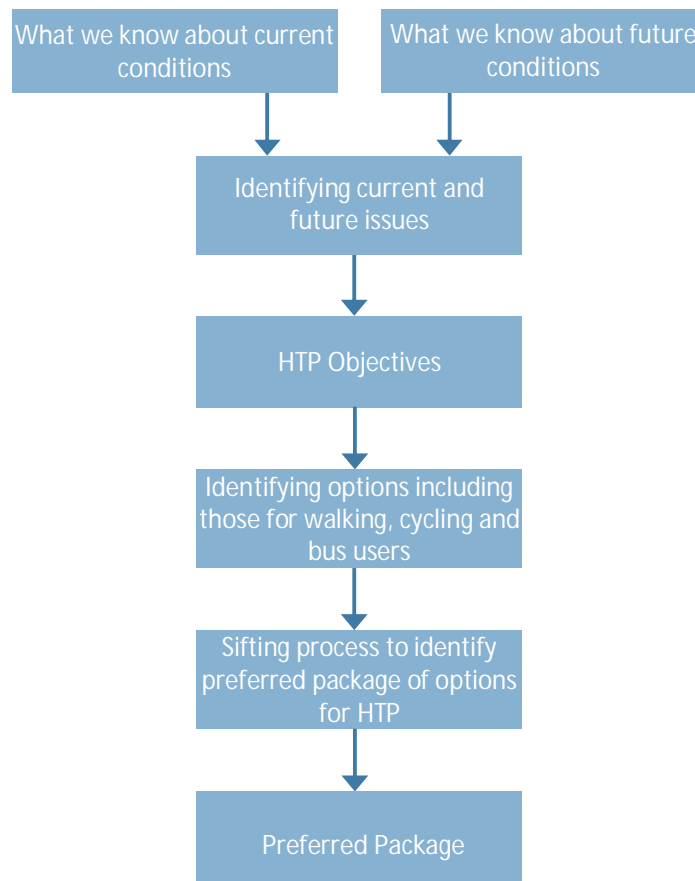 What we know about current
conditions
What we know about future
conditions
Identifying current and
future issues
HTP Objectives
Identifying options including
those for walking, cycling and
bus users
Sifting process to identify
preferred package of options
for HTP
Preferred Package